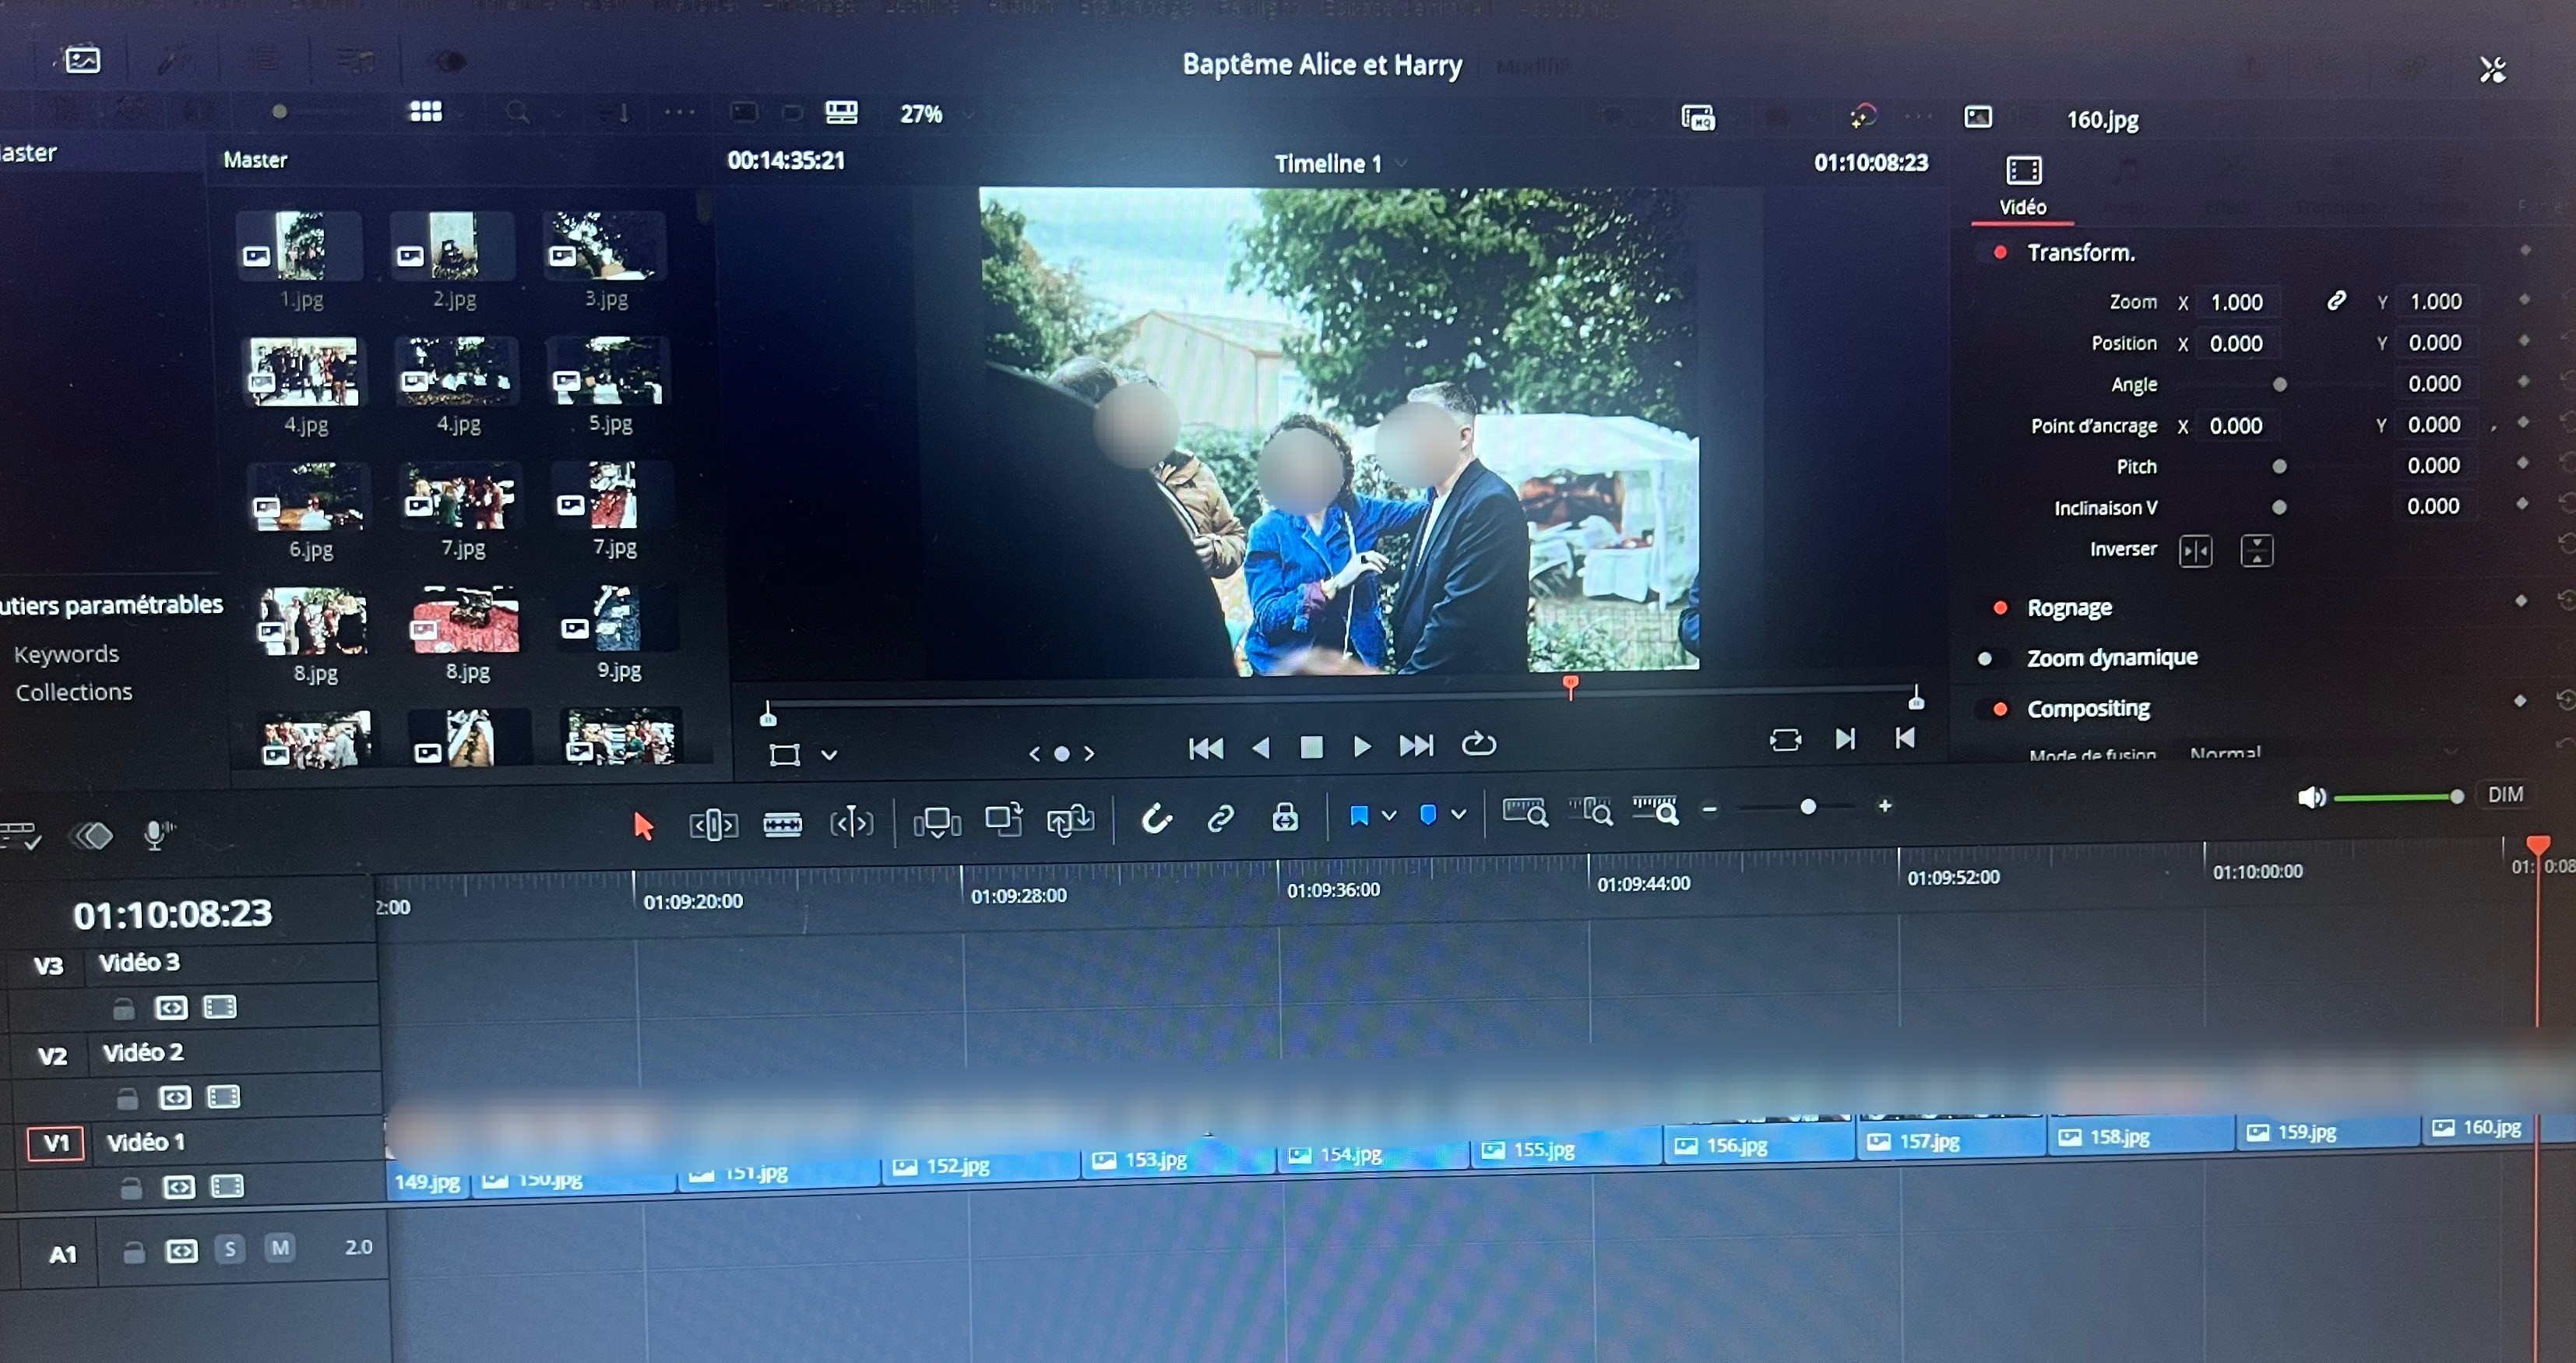 Baptême Alice et Harry
27%
160.jpg
Master
00:14:35:21
Timeline 1
01:10:08:23
Vidéo
Transform.
1.jpg
2.jpg
3.jpg
Zoom X 1.000 Y 1.000
Position X 0.000 Y 0.000
Angle 0.000
4.jpg
4.jpg
5.jpg
Point d'ancrage X 0.000 Y 0.000
Pitch 0.000
Inclinaison V 0.000
6.jpg
7.jpg
7.jpg
Inverser
utiers paramétrables
Rognage
Keywords
8.jpg
8.jpg
9.jpg
Zoom dynamique
Collections
Compositing
Mode de fusion Normal
DIM
01:10:08:23
2:00
01:09:20:00
01:09:28:00
01:09:36:00
01:09:44:00
01:09:52:00
01:10:00:00
V3 Vidéo 3
V2 Vidéo 2
V1 Vidéo 1
149.jpg
150.jpg
151.jpg
152.jpg
153.jpg
154.jpg
155.jpg
156.jpg
157.jpg
158.jpg
159.jpg
160.jpg
A1 S M 2.0